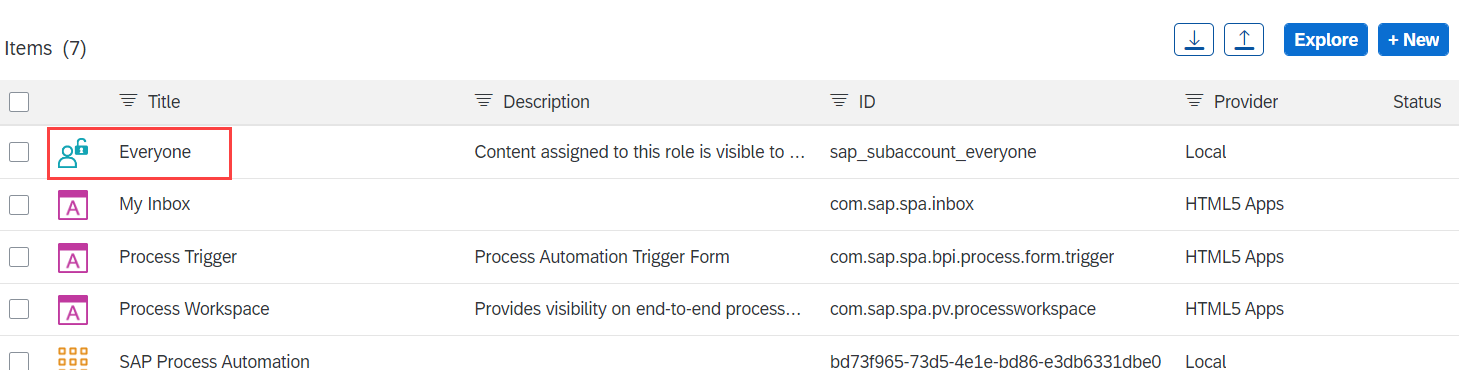 Items (7)
Explore
+ New
Title Description ID Provider Status
Everyone Content assigned to this role is visible to ... sap_subaccount_everyone Local
A My Inbox com.sap.spa.inbox HTML5 Apps
A Process Trigger Process Automation Trigger Form com.sap.spa.bpi.process.form.trigger HTML5 Apps
A Process Workspace Provides visibility on end-to-end process... com.sap.spa.pv.processworkspace HTML5 Apps
SAP Process Automation bd73f965-73d5-4e1e-bd86-e3db6331dbe0 Local